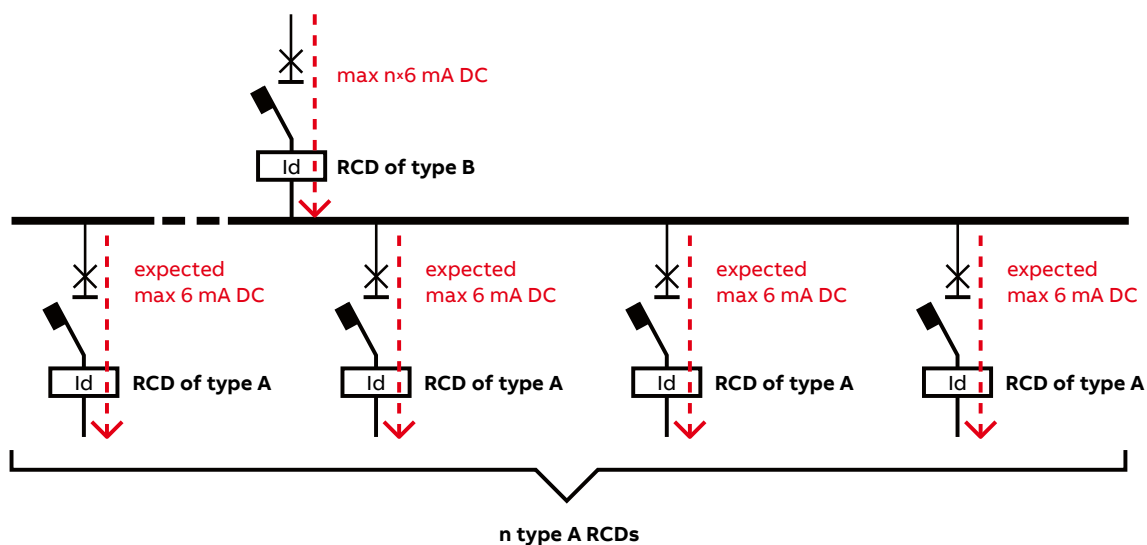 max n×6 mA DC
Id
RCD of type B
expected
max 6 mA DC
expected
max 6 mA DC
expected
max 6 mA DC
expected
max 6 mA DC
Id
RCD of type A
Id
RCD of type A
Id
RCD of type A
Id
RCD of type A
n type A RCDs